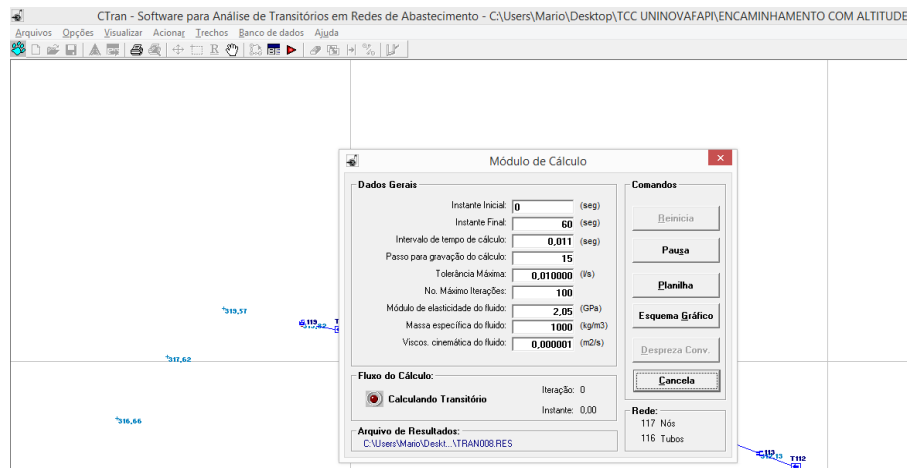 CTran - Software para Análise de Transitórios em Redes de Abastecimento - C:\Users\Mario\Desktop\TCC UNINOVAFAPI\ENCAMINHAMENTO COM ALTITUDE
Arquivos Opções Visualizar Acionar Trechos Banco de dados Ajuda
Módulo de Cálculo
Dados Gerais
Instante Inicial: 0 (seg)
Instante Final: 60 (seg)
Intervalo de tempo de cálculo: 0,011 (seg)
Passo para gravação do cálculo: 15
Tolerância Máxima: 0,010000 (l/s)
No. Máximo Iterações: 100
Módulo de elasticidade do fluido: 2,05 (GPa)
Massa específica do fluido: 1000 (kg/m3)
Viscos. cinemática do fluido: 0,000001 (m2/s)
Comandos
Reinicia
Pausa
Planilha
Esquema Gráfico
Despreza Conv.
Cancela
Fluxo do Cálculo:
Calculando Transitório
Iteração: 0
Instante: 0,00
Arquivo de Resultados:
C:\Users\Mario\Deskt...\TRAN008.RES
Rede:
117 Nós
116 Tubos
313,57
317,62
316,66
T112